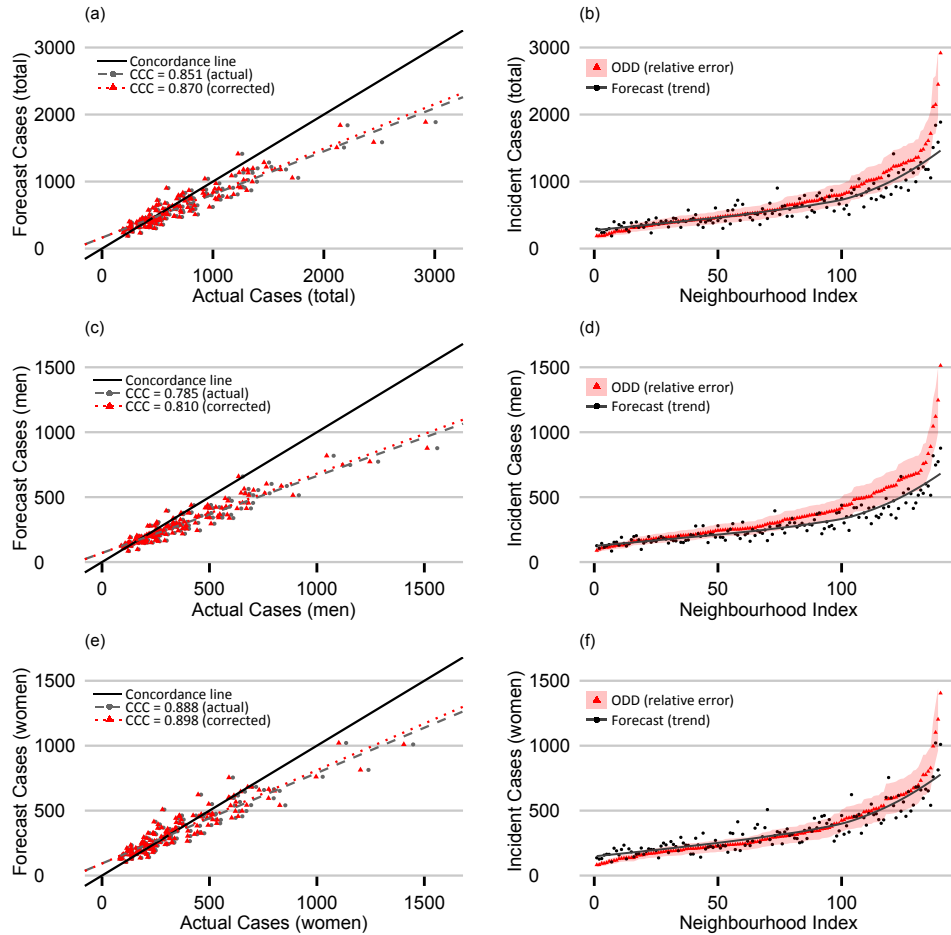 (a)
Forecast Cases (total)
3000
2000
1000
0
Concordance line
CCC = 0.851 (actual)
CCC = 0.870 (corrected)
1000
2000
3000
Actual Cases (total)
(b)
Incident Cases (total)
3000
2000
1000
0
ODD (relative error)
Forecast (trend)
0
50
100
Neighbourhood Index
(c)
Forecast Cases (men)
1500
1000
500
0
Concordance line
CCC = 0.785 (actual)
CCC = 0.810 (corrected)
0
500
1000
1500
Actual Cases (men)
(d)
Incident Cases (men)
1500
1000
500
0
ODD (relative error)
Forecast (trend)
0
50
100
Neighbourhood Index
(e)
Forecast Cases (women)
1500
1000
500
0
Concordance line
CCC = 0.888 (actual)
CCC = 0.898 (corrected)
0
500
1000
1500
Actual Cases (women)
(f)
Incident Cases (women)
1500
1000
500
0
ODD (relative error)
Forecast (trend)
0
50
100
Neighbourhood Index